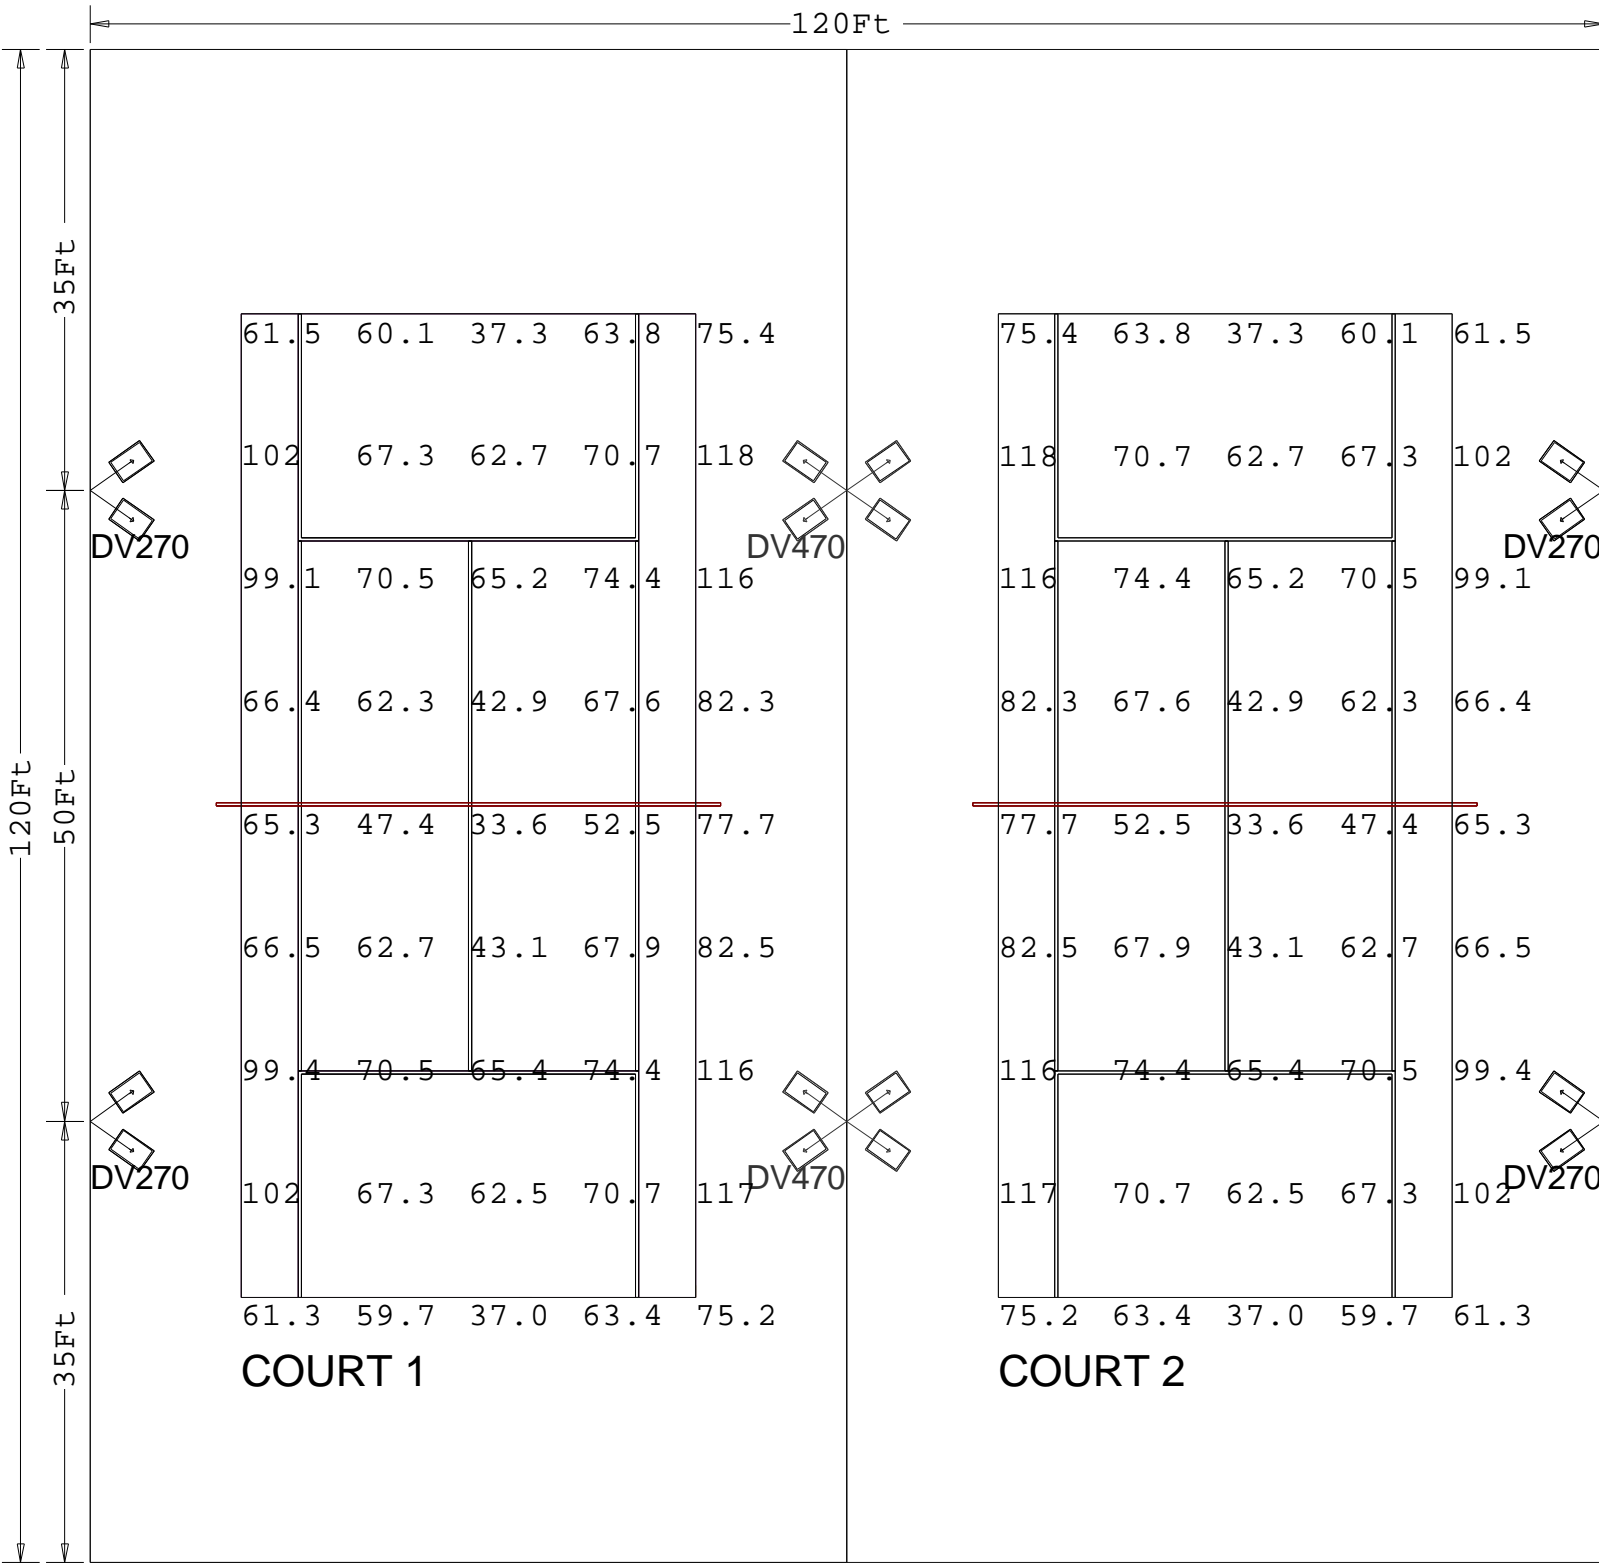 120Ft
35Ft
50Ft
120Ft
35Ft
61.5 60.1 37.3 63.8 75.4 75.4 63.8 37.3 60.1 61.5
102 67.3 62.7 70.7 118 118 70.7 62.7 67.3 102
DV270 DV470 DV270
99.1 70.5 65.2 74.4 116 116 74.4 65.2 70.5 99.1
66.4 62.3 42.9 67.6 82.3 82.3 67.6 42.9 62.3 66.4
65.3 47.4 33.6 52.5 77.7 77.7 52.5 33.6 47.4 65.3
66.5 62.7 43.1 67.9 82.5 82.5 67.9 43.1 62.7 66.5
99.4 70.5 65.4 74.4 116 116 74.4 65.4 70.5 99.4
DV270 DV470 DV270
102 67.3 62.5 70.7 117 117 70.7 62.5 67.3 102
61.3 59.7 37.0 63.4 75.2 75.2 63.4 37.0 59.7 61.3
COURT 1 COURT 2